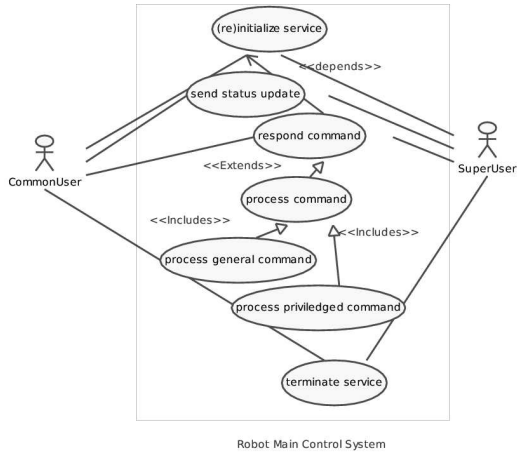 (re)initialize service
<<depends>>
send status update
respond command
CommonUser
SuperUser
<<Extends>>
process command
<<Includes>>
<<Includes>>
process general command
process priviledged command
terminate service
Robot Main Control System